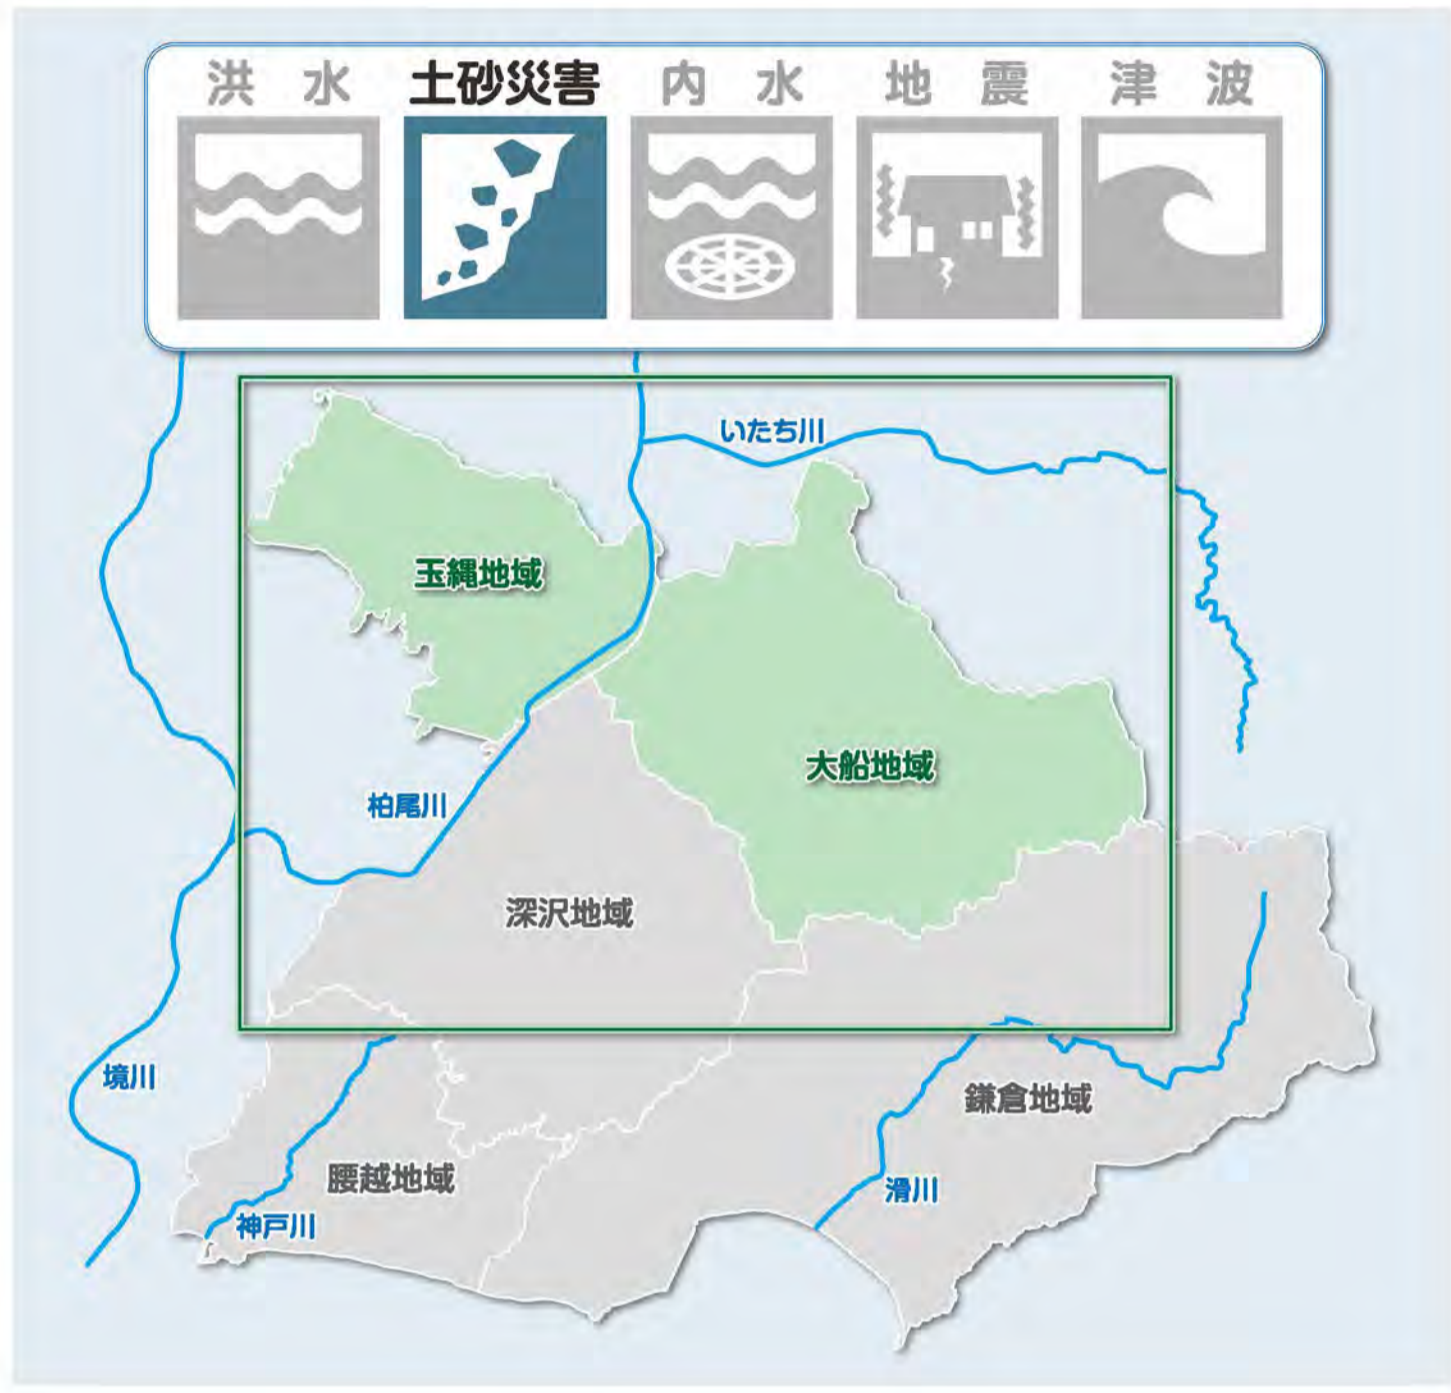 洪水 土砂災害 内水 地震 津波
いたち川
玉縄地域
大船地域
柏尾川
深沢地域
境川
鎌倉地域
腰越地域
滑川
神戸川